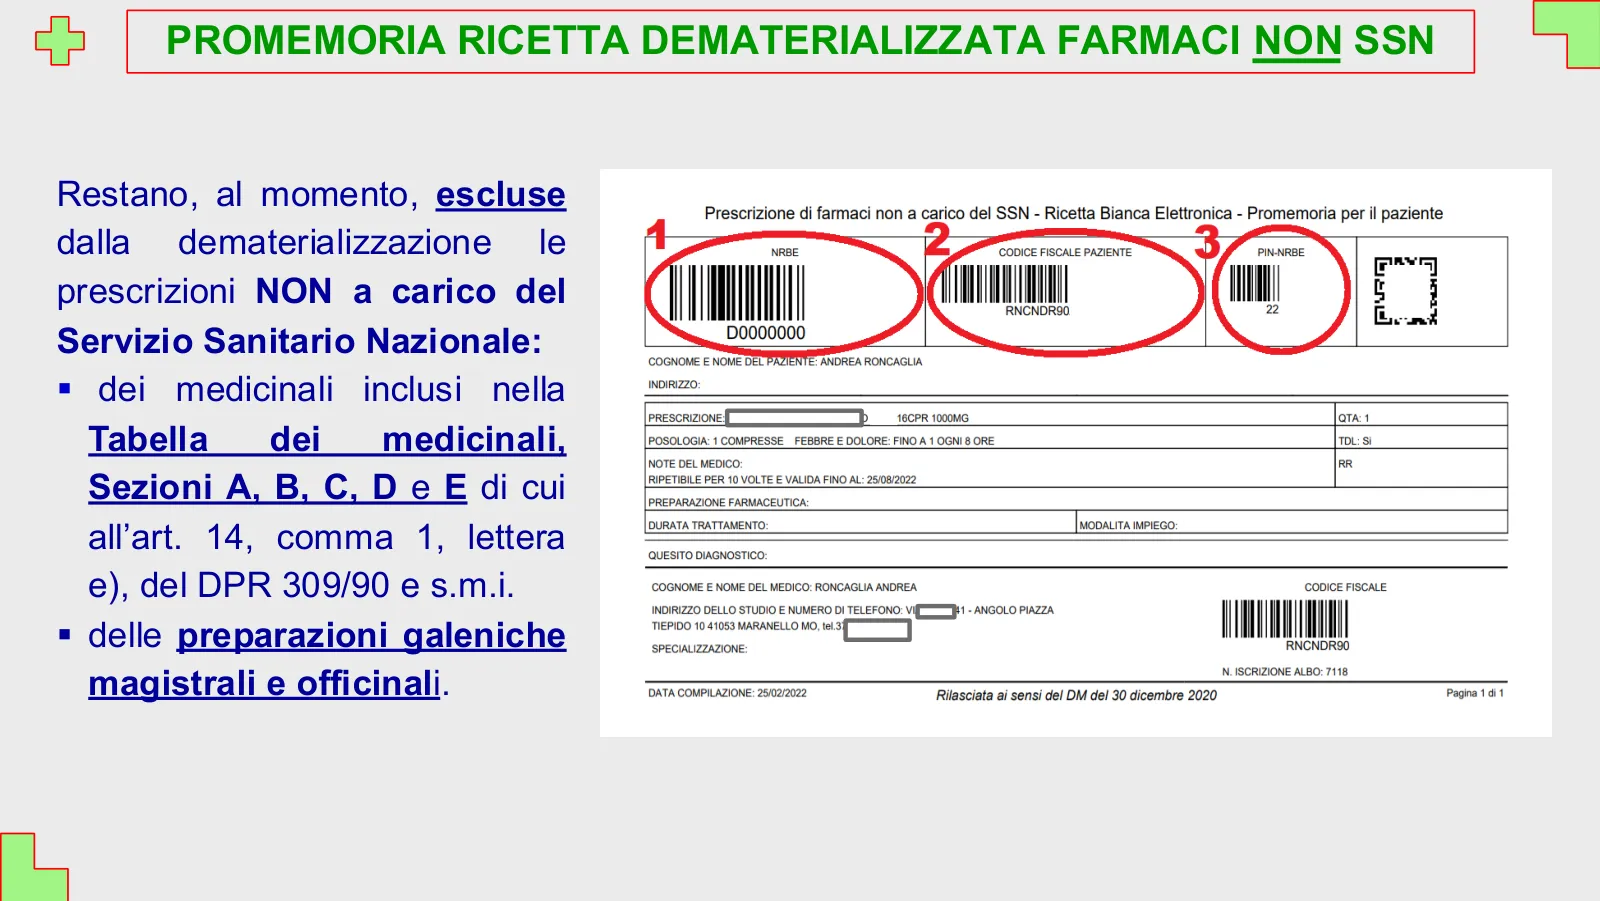 PROMEMORIA RICETTA DEMATERIALIZZATA FARMACI NON SSN
Restano, al momento, escluse
dalla dematerializzazione le
prescrizioni NON a carico del
Servizio Sanitario Nazionale:
▪ dei medicinali inclusi nella
Tabella dei medicinali,
Sezioni A, B, C, D e E di cui
all’art. 14, comma 1, lettera
e), del DPR 309/90 e s.m.i.
▪ delle preparazioni galeniche
magistrali e officinali.
Prescrizione di farmaci non a carico del SSN - Ricetta Bianca Elettronica - Promemoria per il paziente
1 2 3
NRBE CODICE FISCALE PAZIENTE PIN-NRBE
D0000000 RNCNDR90 22
COGNOME E NOME DEL PAZIENTE: ANDREA RONCAGLIA
INDIRIZZO:
PRESCRIZIONE: 16CPR 1000MG QTA: 1
POSOLOGIA: 1 COMPRESSE FEBBRE E DOLORE: FINO A 1 OGNI 8 ORE TDL: Si
NOTE DEL MEDICO: RR
RIPETIBILE PER 10 VOLTE E VALIDA FINO AL: 25/08/2022
PREPARAZIONE FARMACEUTICA:
DURATA TRATTAMENTO: MODALITA IMPIEGO:
QUESITO DIAGNOSTICO:
COGNOME E NOME DEL MEDICO: RONCAGLIA ANDREA CODICE FISCALE
INDIRIZZO DELLO STUDIO E NUMERO DI TELEFONO: VI 41 - ANGOLO PIAZZA
TIEPIDO 10 41053 MARANELLO MO, tel.3
RNCNDR90
SPECIALIZZAZIONE:
N. ISCRIZIONE ALBO: 7118
DATA COMPILAZIONE: 25/02/2022 Rilasciata ai sensi del DM del 30 dicembre 2020 Pagina 1 di 1